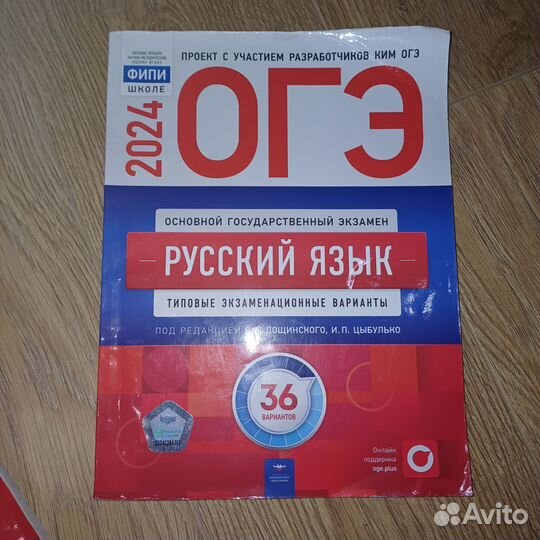 ПРОЕКТ С УЧАСТИЕМ РАЗРАБОТЧИКОВ КИМ ОГЭ
ФИПИ
ШКОЛЕ
2024
ОГЭ
ОСНОВНОЙ ГОСУДАРСТВЕННЫЙ ЭКЗАМЕН
РУССКИЙ ЯЗЫК
ТИПОВЫЕ ЭКЗАМЕНАЦИОННЫЕ ВАРИАНТЫ
ПОД РЕДАКЦИЕЙ ДОЩИНСКОГО, И.П. ЦЫБУЛЬКО
36
ВАРИАНТОВ
Онлайн
поддержка
oge.plus
Avito